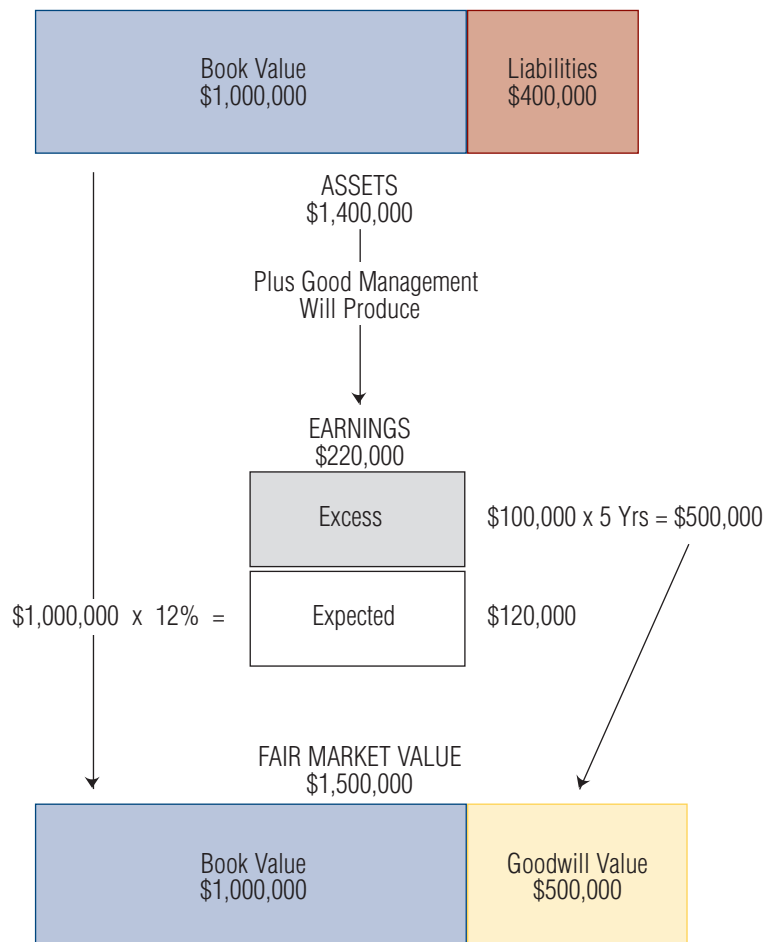 Book Value
$1,000,000
Liabilities
$400,000
ASSETS
$1,400,000
Plus Good Management
Will Produce
EARNINGS
$220,000
Excess
$100,000 x 5 Yrs = $500,000
$1,000,000 x 12% =
Expected
$120,000
FAIR MARKET VALUE
$1,500,000
Book Value
$1,000,000
Goodwill Value
$500,000